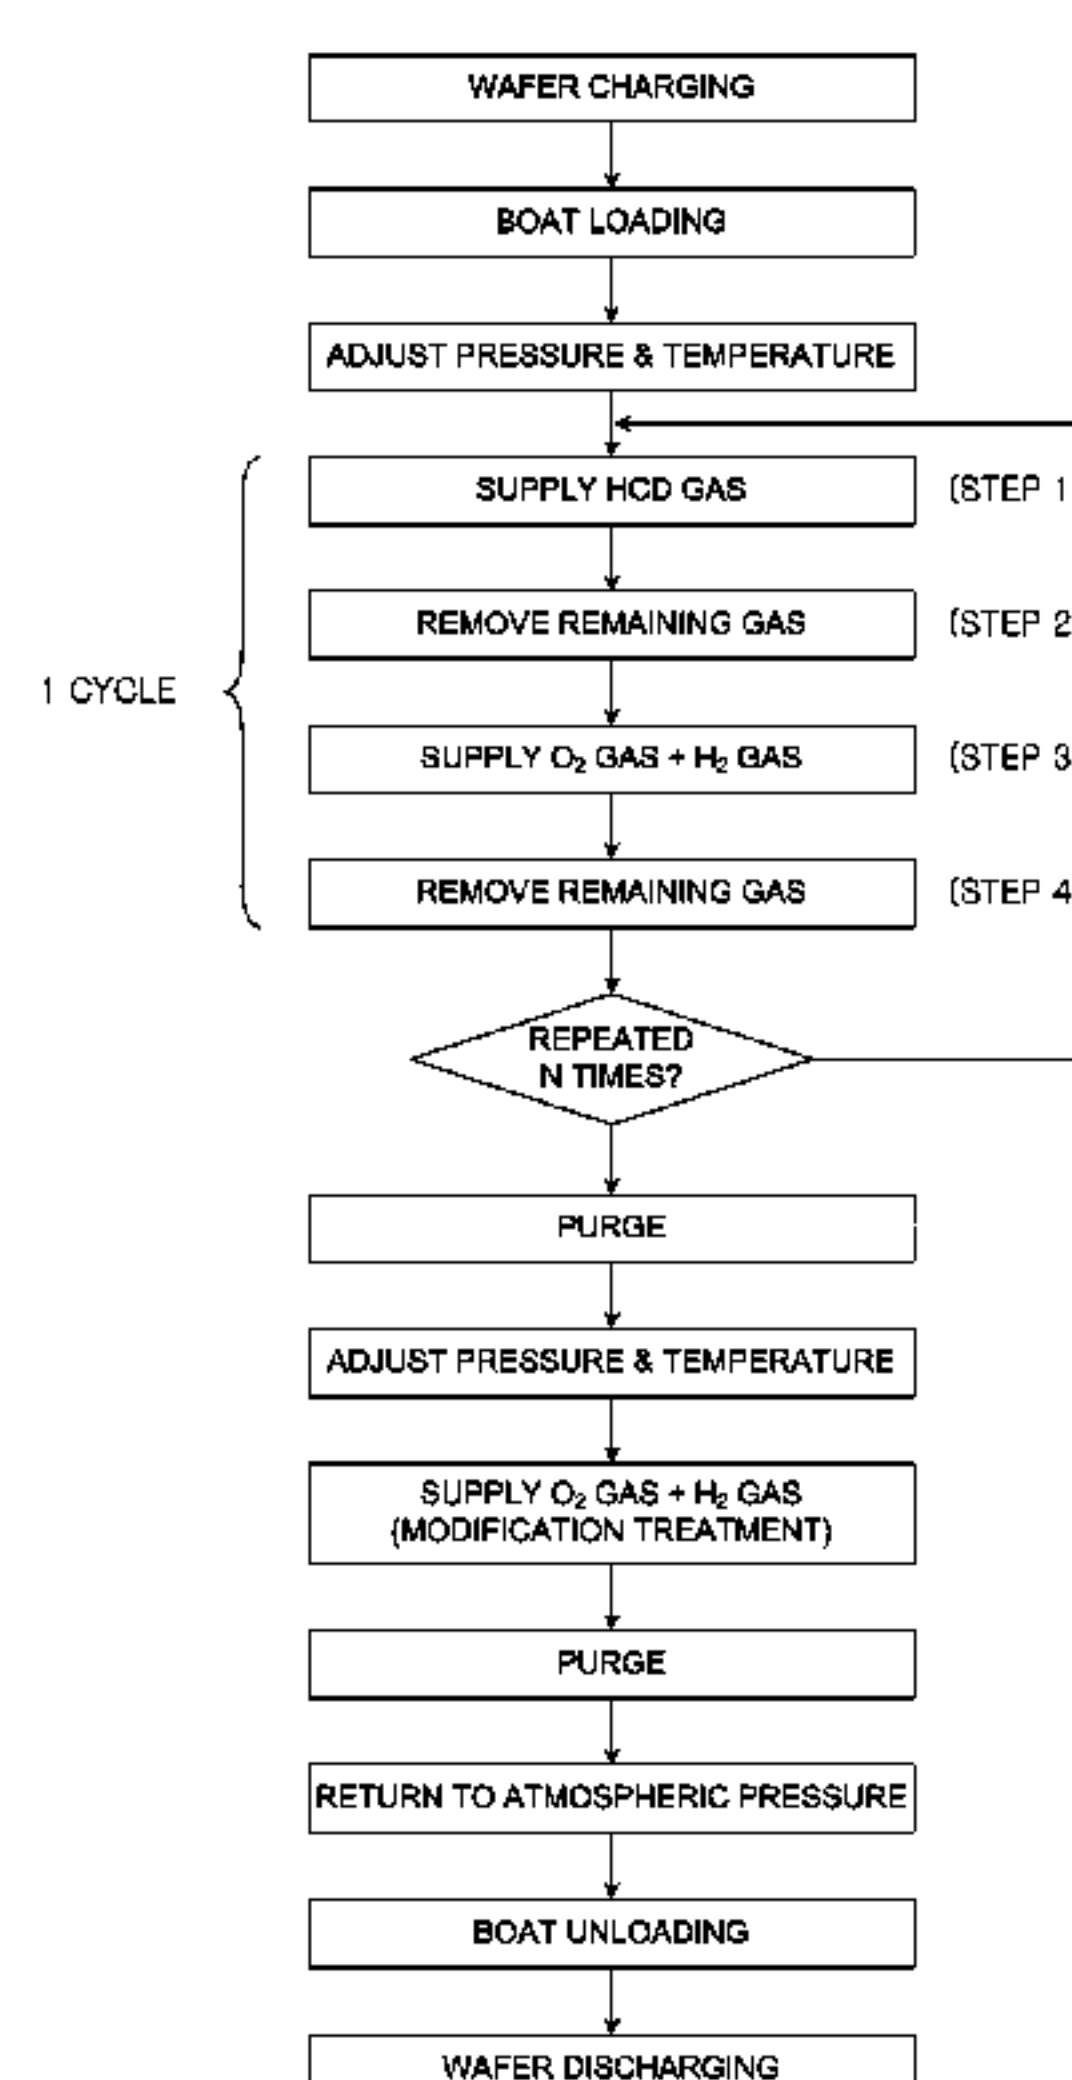 WAFER CHARGING
BOAT LOADING
ADJUST PRESSURE & TEMPERATURE
SUPPLY HCD GAS (STEP 1
REMOVE REMAINING GAS (STEP 2
1 CYCLE
SUPPLY O₂ GAS + H₂ GAS (STEP 3
REMOVE REMAINING GAS (STEP 4
REPEATED
N TIMES?
PURGE
ADJUST PRESSURE & TEMPERATURE
SUPPLY O₂ GAS + H₂ GAS
(MODIFICATION TREATMENT)
PURGE
RETURN TO ATMOSPHERIC PRESSURE
BOAT UNLOADING
WAFER DISCHARGING